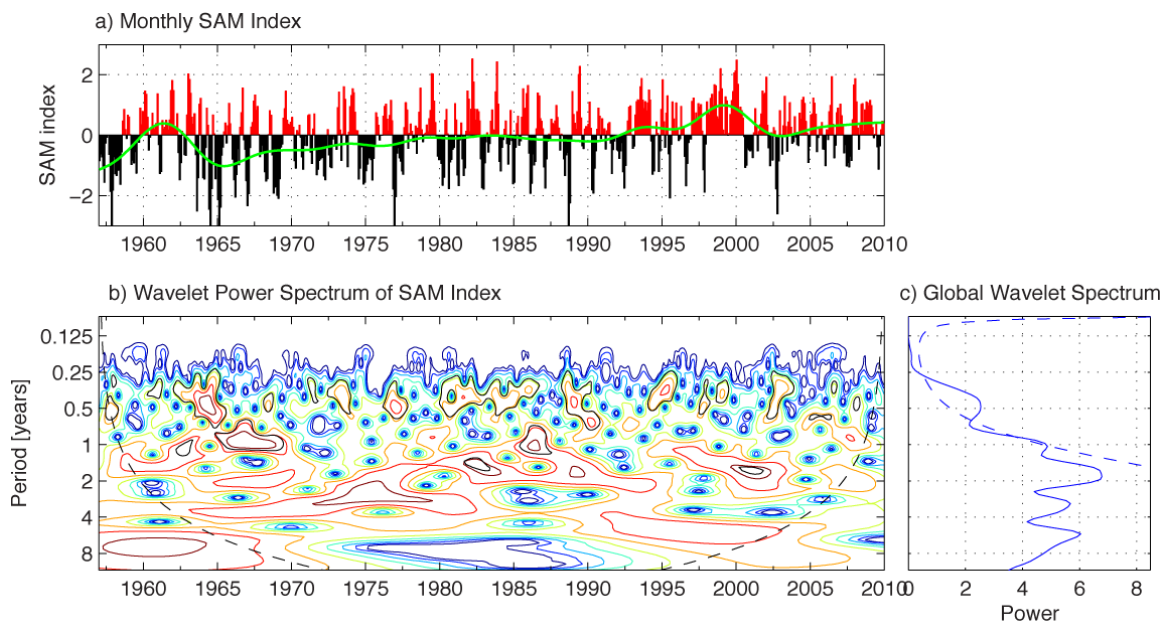 a) Monthly SAM Index
SAM index
2
0
−2
1960 1965 1970 1975 1980 1985 1990 1995 2000 2005 2010
b) Wavelet Power Spectrum of SAM Index
Period [years]
0.125
0.25
0.5
1
2
4
8
1960 1965 1970 1975 1980 1985 1990 1995 2000 2005 2010
c) Global Wavelet Spectrum
0 2 4 6 8
Power